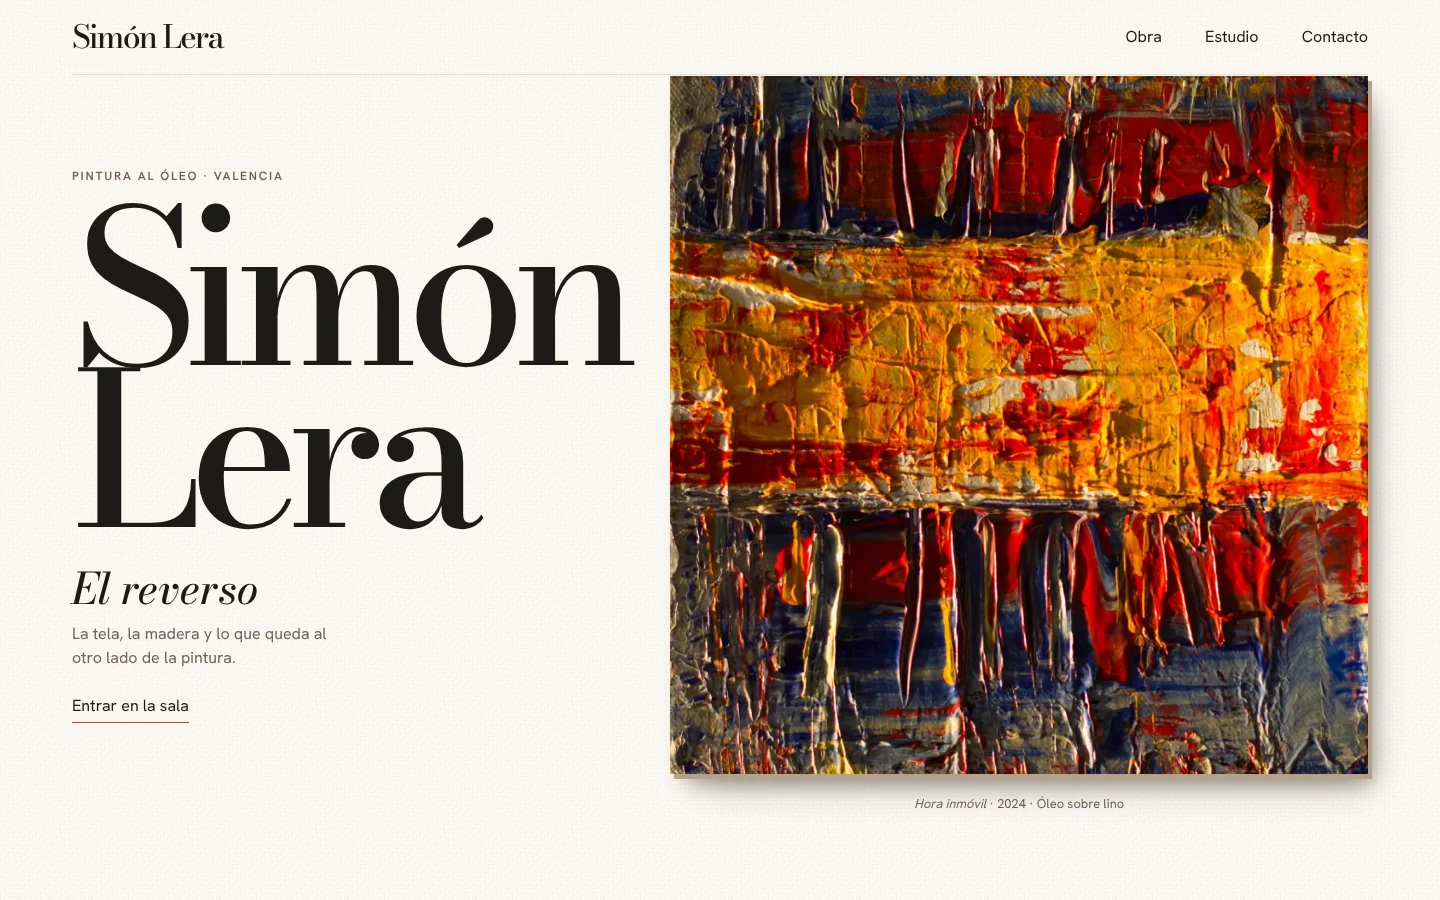 Simón Lera
Obra Estudio Contacto
PINTURA AL ÓLEO · VALENCIA
Simón
Lera
El reverso
La tela, la madera y lo que queda al
otro lado de la pintura.
Entrar en la sala
Hora inmóvil · 2024 · Óleo sobre lino